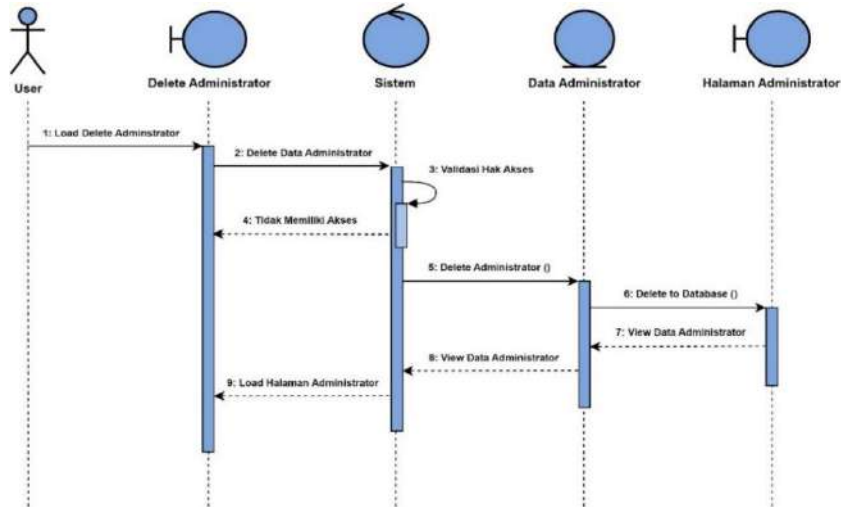 User
Delete Administrator
Sistem
Data Administrator
Halaman Administrator
1: Load Delete Adminstrator
2: Delete Data Administrator
3: Validasi Hak Akses
4: Tidak Memiliki Akses
5: Delete Administrator ()
6: Delete to Database ()
7: View Data Administrator
8: View Data Administrator
9: Load Halaman Administrator